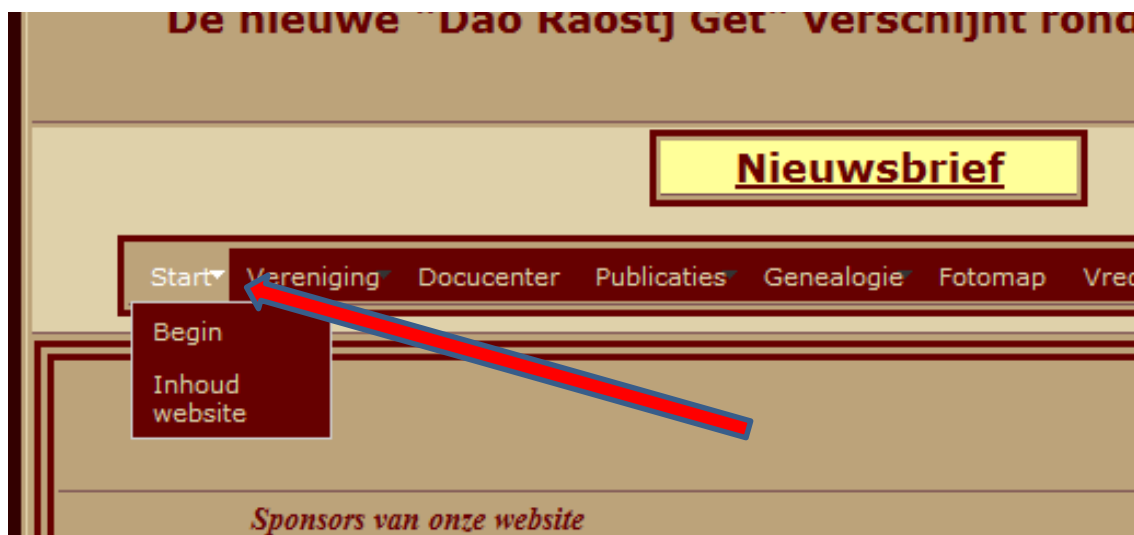 De nieuwe "Dao Raostj Get" verschijnt rond
Nieuwsbrief
Start Vereniging Docucenter Publicaties Genealogie Fotomap
Begin
Inhoud
website
Sponsors van onze website